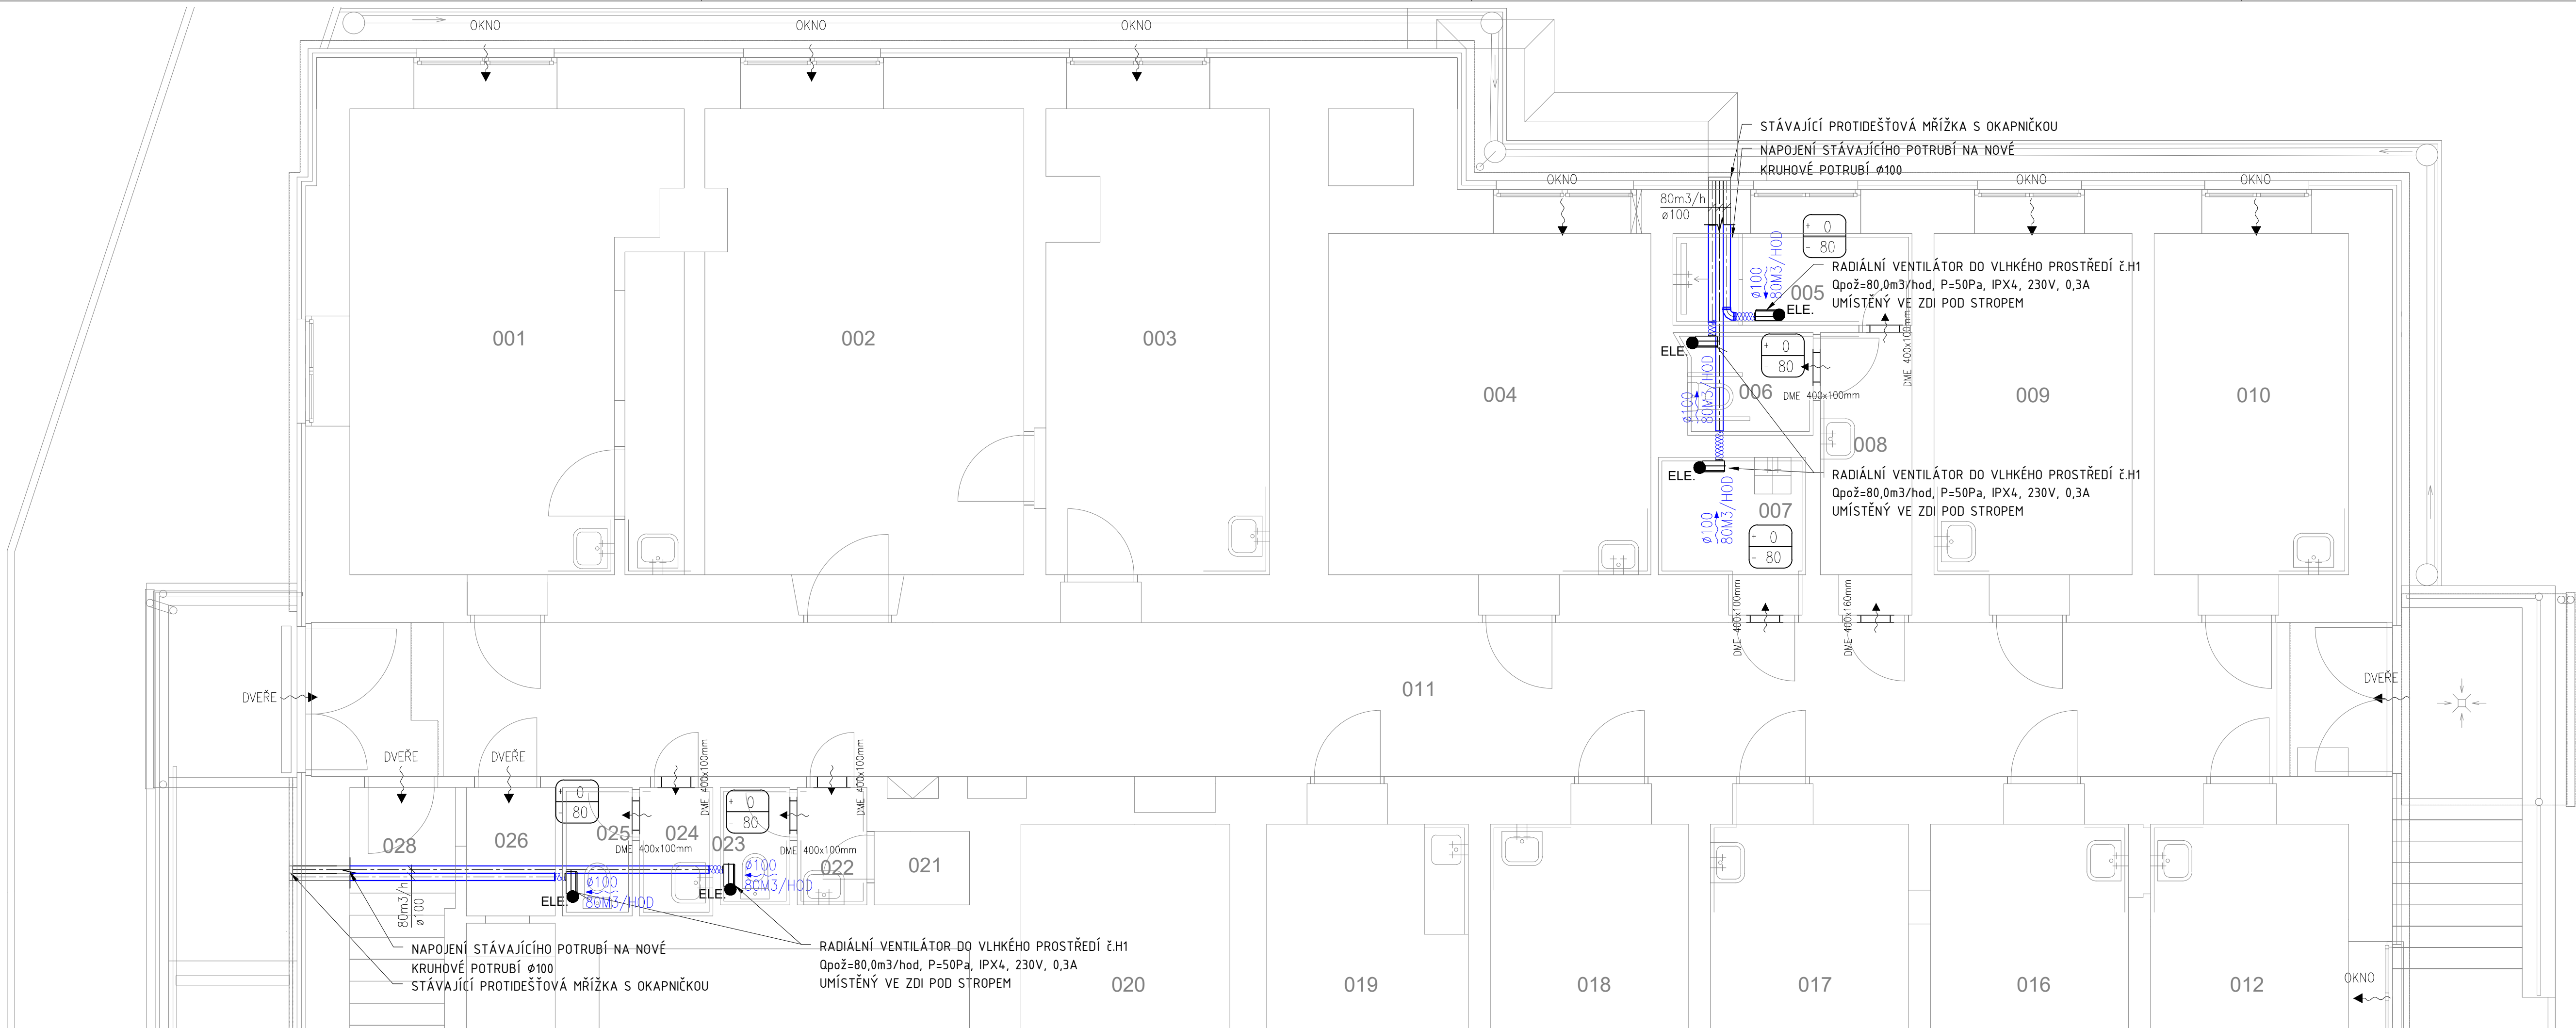 OKNO
OKNO
OKNO
STÁVAJÍCÍ PROTIDEŠŤOVÁ MŘÍŽKA S OKAPNIČKOU
NAPOJENÍ STÁVAJÍCÍHO POTRUBÍ NA NOVÉ
KRUHOVÉ POTRUBÍ Ø100
OKNO
OKNO
OKNO
80m3/h
Ø100
+ 0
- 80
Ø100
80M3/HOD
RADIÁLNÍ VENTILÁTOR DO VLHKÉHO PROSTŘEDÍ č.H1
Qpož=80,0m3/hod, P=50Pa, IPX4, 230V, 0,3A
UMÍSTĚNÝ VE ZDI POD STROPEM
005
ELE.
001
002
003
004
ELE.
+ 0
- 80
DME 400x100mm
006
DME 400x100mm
009
010
Ø100
80M3/HOD
008
ELE.
RADIÁLNÍ VENTILÁTOR DO VLHKÉHO PROSTŘEDÍ č.H1
Qpož=80,0m3/hod, P=50Pa, IPX4, 230V, 0,3A
UMÍSTĚNÝ VE ZDI POD STROPEM
007
Ø100
80M3/HOD
+ 0
- 80
DME 400x100mm
DME 400x160mm
DVEŘE
011
DVEŘE
DVEŘE
DVEŘE
DME 400x100mm
DME 400x100mm
+ 0
- 80
+ 0
- 80
028
026
025
024
023
022
021
DME 400x100mm
DME 400x100mm
Ø100
80M3/HOD
Ø100
80M3/HOD
ELE.
ELE.
80m3/h
Ø100
NAPOJENÍ STÁVAJÍCÍHO POTRUBÍ NA NOVÉ
KRUHOVÉ POTRUBÍ Ø100
STÁVAJÍCÍ PROTIDEŠŤOVÁ MŘÍŽKA S OKAPNIČKOU
RADIÁLNÍ VENTILÁTOR DO VLHKÉHO PROSTŘEDÍ č.H1
Qpož=80,0m3/hod, P=50Pa, IPX4, 230V, 0,3A
UMÍSTĚNÝ VE ZDI POD STROPEM
020
019
018
017
016
012
OKNO